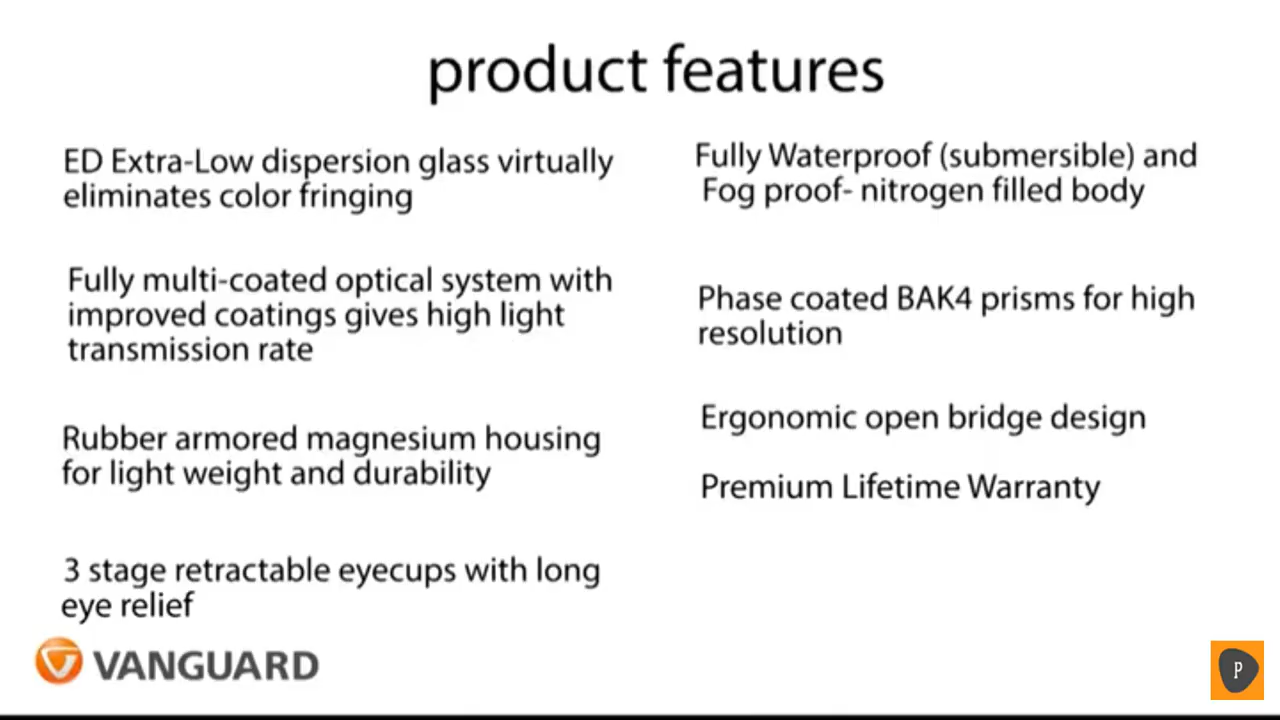 product features
ED Extra-Low dispersion glass virtually
eliminates color fringing
Fully multi-coated optical system with
improved coatings gives high light
transmission rate
Rubber armored magnesium housing
for light weight and durability
3 stage retractable eyecups with long
eye relief
Fully Waterproof (submersible) and
Fog proof- nitrogen filled body
Phase coated BAK4 prisms for high
resolution
Ergonomic open bridge design
Premium Lifetime Warranty
VANGUARD
P